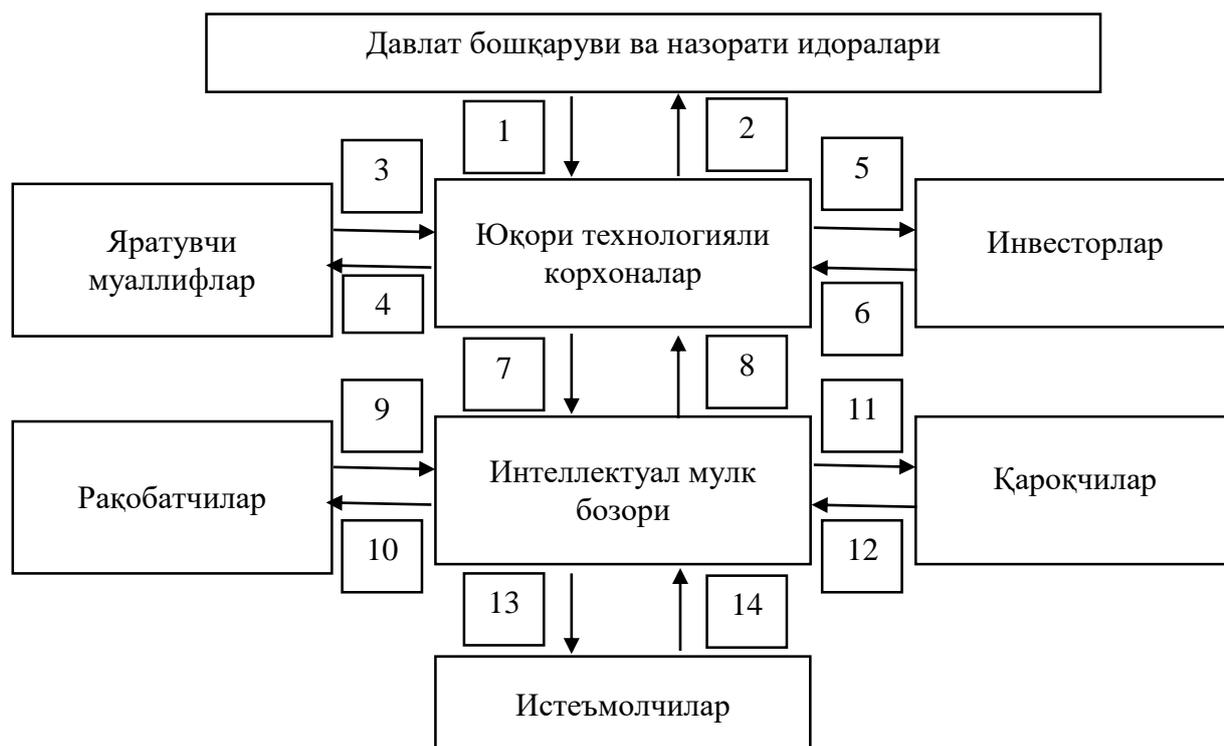 Давлат бошқаруви ва назорати идоралари
1
2
3
5
Яратувчи
муаллифлар
Юқори технологияли
корхоналар
Инвесторлар
4
6
7
8
9
11
Рақобатчилар
Интеллектуал мулк
бозори
Қароқчилар
10
12
13
14
Истеъмолчилар